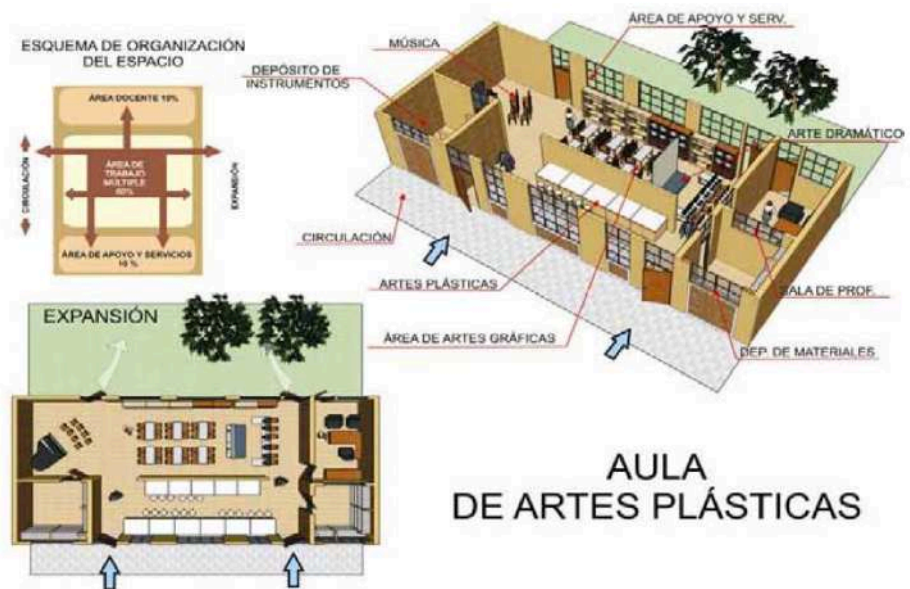 ESQUEMA DE ORGANIZACIÓN
DEL ESPACIO
ÁREA DOCENTE 10%
CIRCULACIÓN
ÁREA DE
TRABAJO
MÚLTIPLE
80%
EXPANSIÓN
ÁREA DE APOYO Y SERVICIOS
10 %
ÁREA DE APOYO Y SERV.
MÚSICA
DEPÓSITO DE
INSTRUMENTOS
ARTE DRAMÁTICO
CIRCULACIÓN
ARTES PLÁSTICAS
SALA DE PROF.
ÁREA DE ARTES GRÁFICAS
DEP. DE MATERIALES
EXPANSIÓN
AULA
DE ARTES PLÁSTICAS